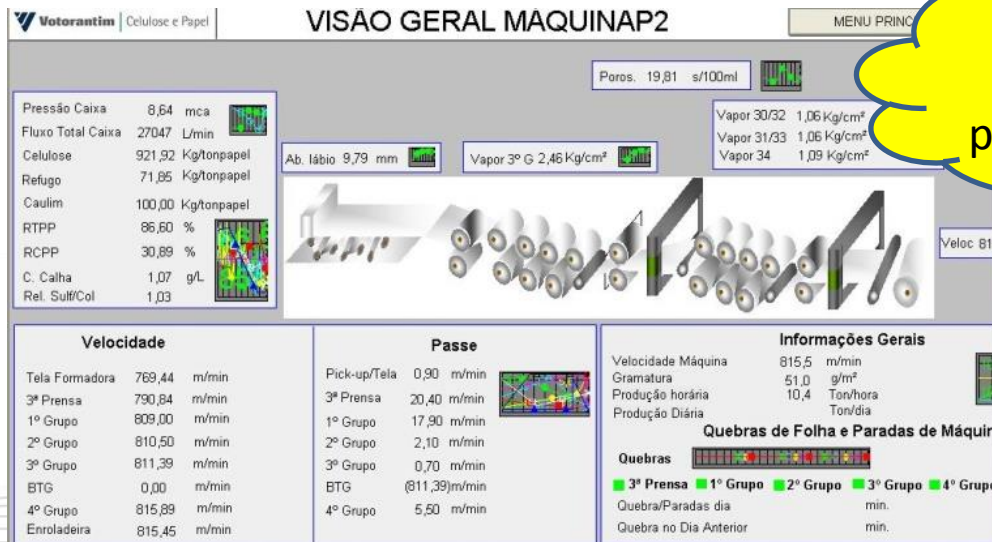 Votorantim | Celulose e Papel
VISÃO GERAL MÁQUINAP2
MENU PRINC
Poros. 19,81 s/100ml
p
Pressão Caixa 8,64 mca
Fluxo Total Caixa 27047 L/min
Celulose 921,92 Kg/tonpapel
Refugo 71,85 Kg/tonpapel
Caulim 100,00 Kg/tonpapel
RTPP 86,60 %
RCPP 30,89 %
C. Calha 1,07 g/L
Rel. Sulf/Col 1,03
Ab. lábio 9,79 mm
Vapor 3º G 2,46 Kg/cm²
Vapor 30/32 1,06 Kg/cm²
Vapor 31/33 1,06 Kg/cm²
Vapor 34 1,09 Kg/cm²
Veloc 81
Velocidade
Tela Formadora 769,44 m/min
3ª Prensa 790,84 m/min
1º Grupo 809,00 m/min
2º Grupo 810,50 m/min
3º Grupo 811,39 m/min
BTG 0,00 m/min
4º Grupo 815,89 m/min
Enroladeira 815,45 m/min
Passe
Pick-up/Tela 0,90 m/min
3ª Prensa 20,40 m/min
1º Grupo 17,90 m/min
2º Grupo 2,10 m/min
3º Grupo 0,70 m/min
BTG (811,39)m/min
4º Grupo 5,50 m/min
Informações Gerais
Velocidade Máquina 815,5 m/min
Gramatura 51,0 g/m²
Produção horária 10,4 Ton/hora
Produção Diária Ton/dia
Quebras de Folha e Paradas de Máquin
Quebras
3ª Prensa 1º Grupo 2º Grupo 3º Grupo 4º Grupo
Quebra/Paradas dia min.
Quebra no Dia Anterior min.